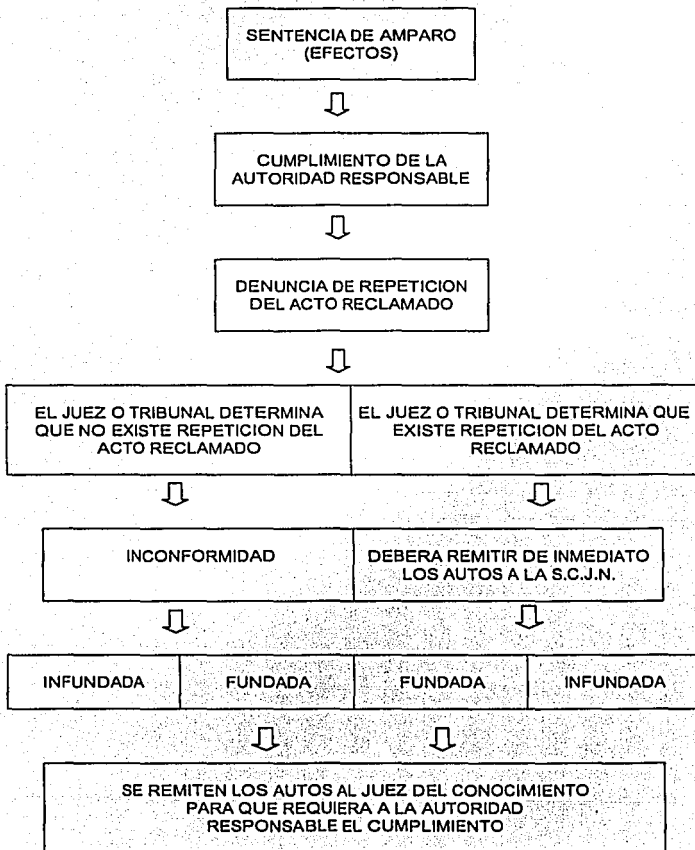 SENTENCIA DE AMPARO
(EFECTOS)
CUMPLIMIENTO DE LA
AUTORIDAD RESPONSABLE
DENUNCIA DE REPETICION
DEL ACTO RECLAMADO
EL JUEZ O TRIBUNAL DETERMINA
QUE NO EXISTE REPETICION DEL
ACTO RECLAMADO
EL JUEZ O TRIBUNAL DETERMINA QUE
EXISTE REPETICION DEL ACTO
RECLAMADO
INCONFORMIDAD
DEBERA REMITIR DE INMEDIATO
LOS AUTOS A LA S.C.J.N.
INFUNDADA
FUNDADA
FUNDADA
INFUNDADA
SE REMITEN LOS AUTOS AL JUEZ DEL CONOCIMIENTO
PARA QUE REQUIERA A LA AUTORIDAD
RESPONSABLE EL CUMPLIMIENTO